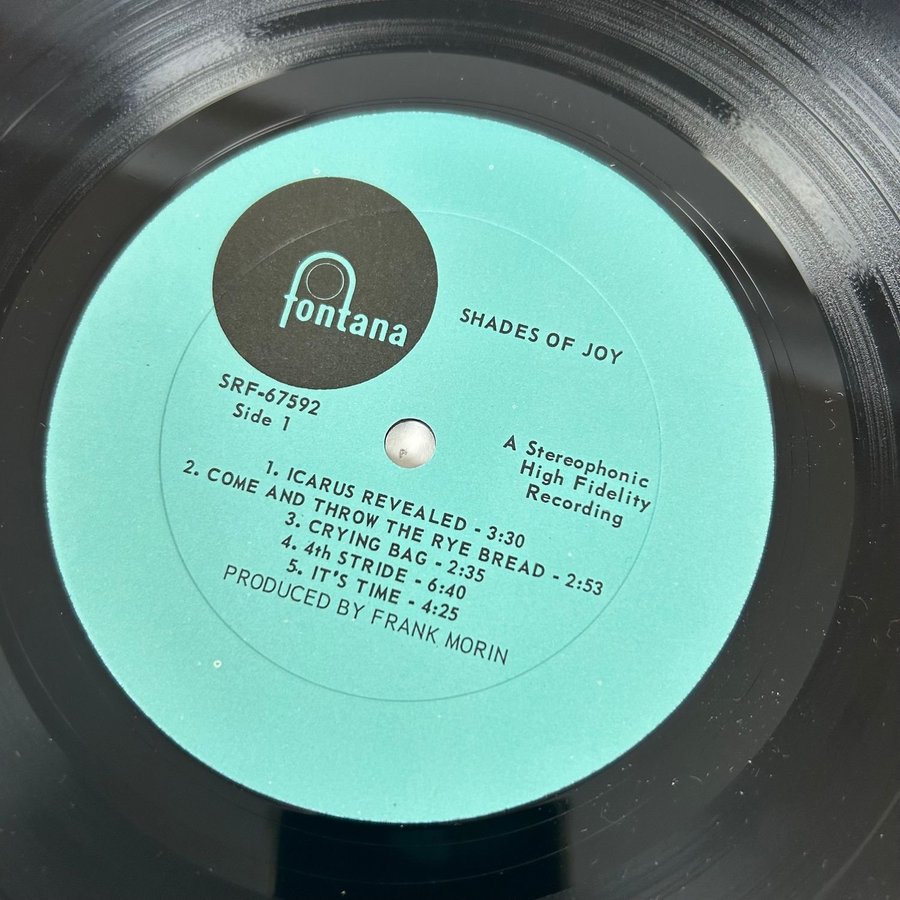 fontana
SHADES OF JOY
SRF-67592
Side 1
A Stereophonic
High Fidelity
Recording
1. ICARUS REVEALED - 3:30
2. COME AND THROW THE RYE BREAD - 2:53
3. CRYING BAG - 2:35
4. 4th STRIDE - 6:40
5. IT'S TIME - 4:25
PRODUCED BY FRANK MORIN